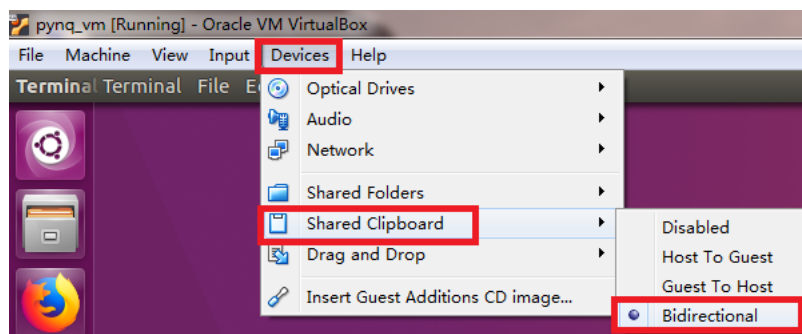 pynq_vm [Running] - Oracle VM VirtualBox
File Machine View Input Devices Help
Terminal Terminal File
Optical Drives
Audio
Network
Shared Folders
Shared Clipboard
Drag and Drop
Insert Guest Additions CD image...
Disabled
Host To Guest
Guest To Host
Bidirectional